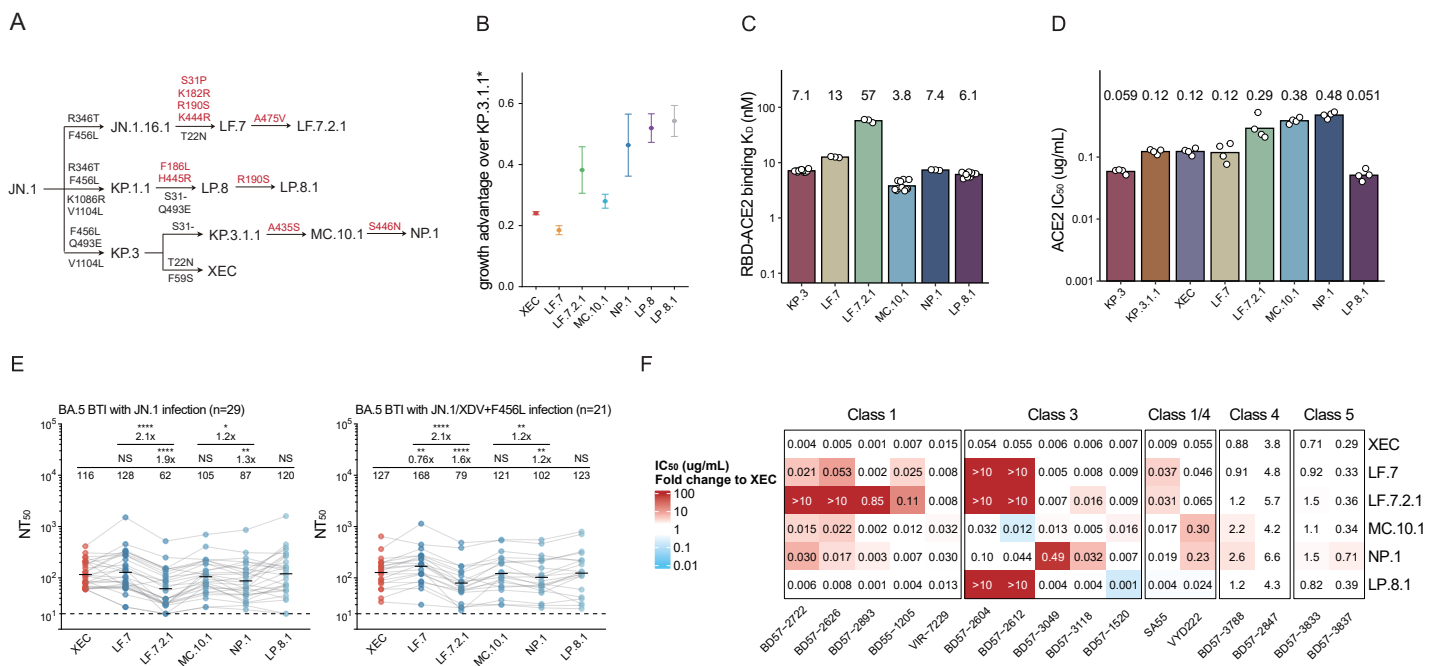 A
JN.1
R346T
F456L
JN.1.16.1
S31P
K182R
R190S
K444R
T22N
LF.7
A475V
LF.7.2.1
R346T
F456L
K1086R
V1104L
KP.1.1
F186L
H445R
S31-
Q493E
LP.8
R190S
LP.8.1
F456L
Q493E
V1104L
KP.3
S31-
KP.3.1.1
A435S
MC.10.1
S446N
NP.1
T22N
F59S
XEC
B
growth advantage over KP.3.1.1*
0.6
0.4
0.2
0.0
XEC
LF.7
LF.7.2.1
MC.10.1
NP.1
LP.8
LP.8.1
C
RBD-ACE2 binding K_D (nM)
7.1 13 57 3.8 7.4 6.1
100
10
1
0.1
KP.3
LF.7
LF.7.2.1
MC.10.1
NP.1
LP.8.1
D
ACE2 IC₅₀ (ug/mL)
0.059 0.12 0.12 0.12 0.29 0.38 0.48 0.051
0.1
0.01
0.001
KP.3
KP.3.1.1
XEC
LF.7
LF.7.2.1
MC.10.1
NP.1
LP.8.1
E
BA.5 BTI with JN.1 infection (n=29)
**** *
2.1x 1.2x
NS **** NS ** NS
1.9x 1.3x
116 128 62 105 87 120
NT₅₀
10⁵
10⁴
10³
10²
10¹
XEC
LF.7
LF.7.2.1
MC.10.1
NP.1
LP.8.1
BA.5 BTI with JN.1/XDV+F456L infection (n=21)
**** **
2.1x 1.2x
** **** NS ** NS
0.76x 1.6x 1.2x
127 168 79 121 102 123
NT₅₀
10⁵
10⁴
10³
10²
10¹
XEC
LF.7
LF.7.2.1
MC.10.1
NP.1
LP.8.1
F
IC₅₀ (ug/mL)
Fold change to XEC
100
10
1
0.1
0.01
Class 1 Class 3 Class 1/4 Class 4 Class 5
0.004 0.005 0.001 0.007 0.015 0.054 0.055 0.006 0.006 0.007 0.009 0.055 0.88 3.8 0.71 0.29 XEC
0.021 0.053 0.002 0.025 0.008 >10 >10 0.005 0.008 0.008 0.037 0.046 0.91 4.8 0.92 0.33 LF.7
>10 >10 0.85 0.11 0.008 >10 >10 0.007 0.016 0.009 0.031 0.065 1.2 5.7 1.5 0.36 LF.7.2.1
0.015 0.022 0.002 0.012 0.032 0.032 0.012 0.013 0.005 0.016 0.017 0.30 2.2 4.2 1.1 0.34 MC.10.1
0.030 0.017 0.003 0.007 0.030 0.10 0.044 0.49 0.032 0.007 0.019 0.23 2.6 6.6 1.5 0.71 NP.1
0.006 0.008 0.001 0.004 0.013 >10 >10 0.004 0.004 0.001 0.004 0.024 1.2 4.3 0.82 0.39 LP.8.1
BD57-2722
BD57-2626
BD57-2893
BD55-1205
VIR-7229
BD57-2604
BD57-2612
BD57-3049
BD57-3118
BD57-1520
SA55
VYD222
BD57-3788
BD57-2847
BD57-3833
BD57-3837